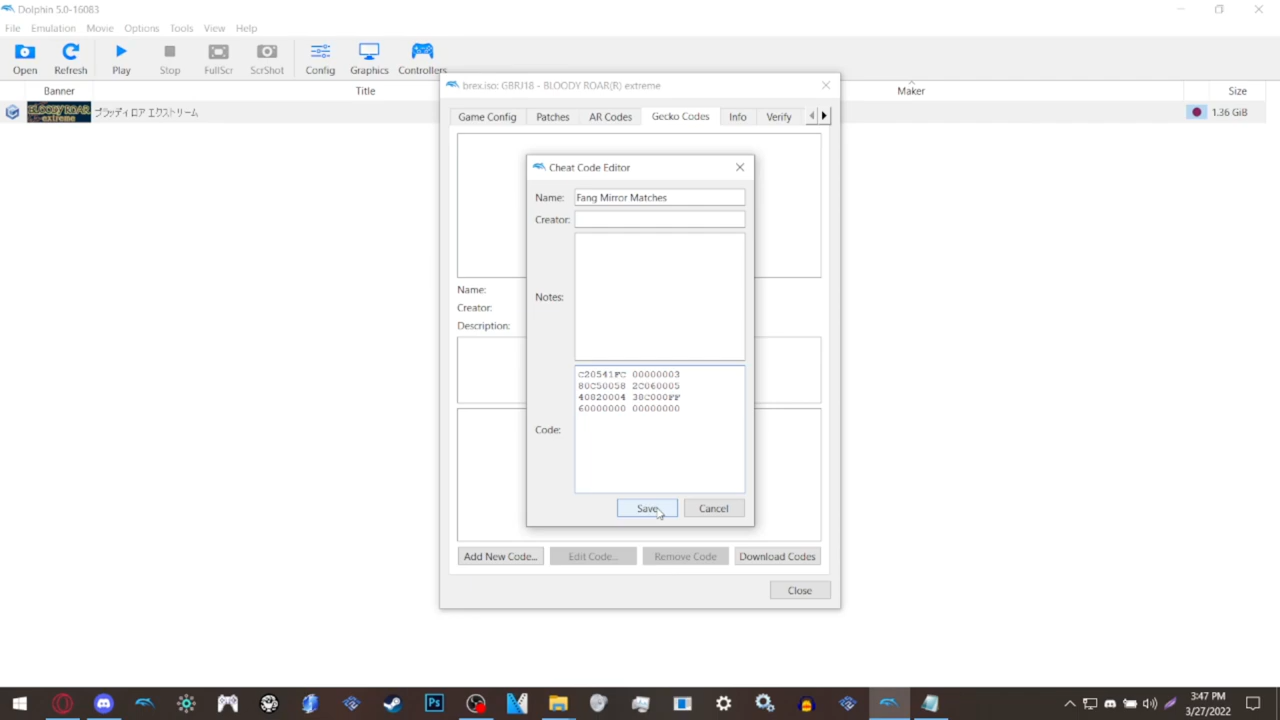 Dolphin 5.0-16083
File Emulation Movie Options Tools View Help
Open Refresh Play Stop FullScr ScrShot Config Graphics Controllers
Banner Title Maker Size
BLOODY ROAR extreme ブラッディロア エクストリーム 1.36 GiB
brex.iso: GBRJ18 - BLOODY ROAR(R) extreme
Game Config Patches AR Codes Gecko Codes Info Verify
Cheat Code Editor
Name: Fang Mirror Matches
Creator:
Notes:
Code:
C20541FC 00000003
80C50058 2C060005
40820004 38C000FF
60000000 00000000
Save Cancel
Name:
Creator:
Description:
Add New Code... Edit Code... Remove Code Download Codes
Close
Ps
3:47 PM
3/27/2022